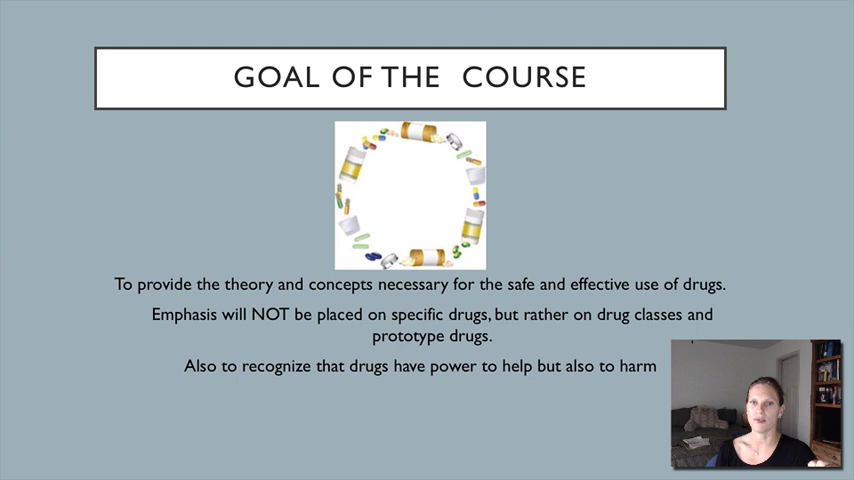 GOAL OF THE COURSE
To provide the theory and concepts necessary for the safe and effective use of drugs.
Emphasis will NOT be placed on specific drugs, but rather on drug classes and
prototype drugs.
Also to recognize that drugs have power to help but also to harm